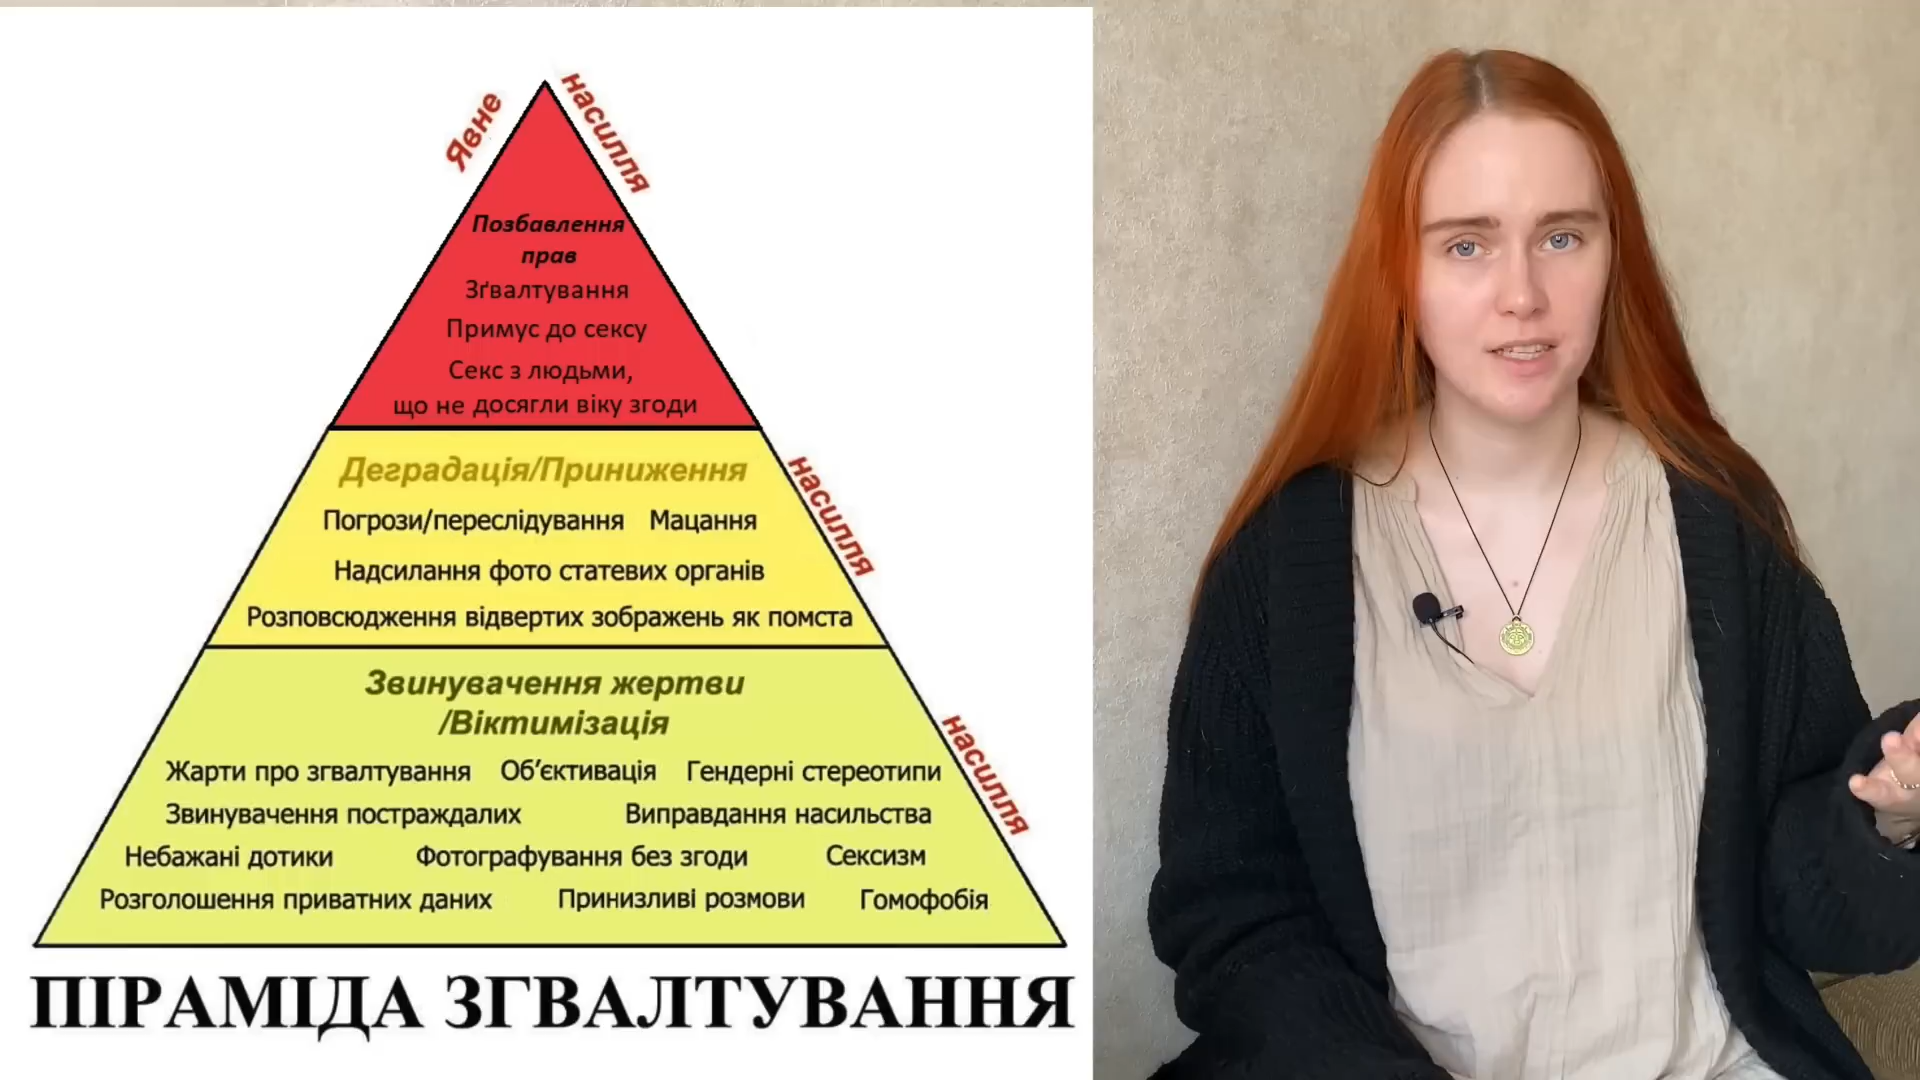 Явне насилля
Позбавлення
прав
Зґвалтування
Примус до сексу
Секс з людьми,
що не досягли віку згоди
насилля
Деградація/Приниження
Погрози/переслідування Мацання
Надсилання фото статевих органів
Розповсюдження відвертих зображень як помста
насилля
Звинувачення жертви
/Віктимізація
Жарти про згвалтування Об’єктивація Гендерні стереотипи
Звинувачення постраждалих Виправдання насильства
Небажані дотики Фотографування без згоди Сексизм
Розголошення приватних даних Принизливі розмови Гомофобія
ПІРАМІДА ЗГВАЛТУВАННЯ